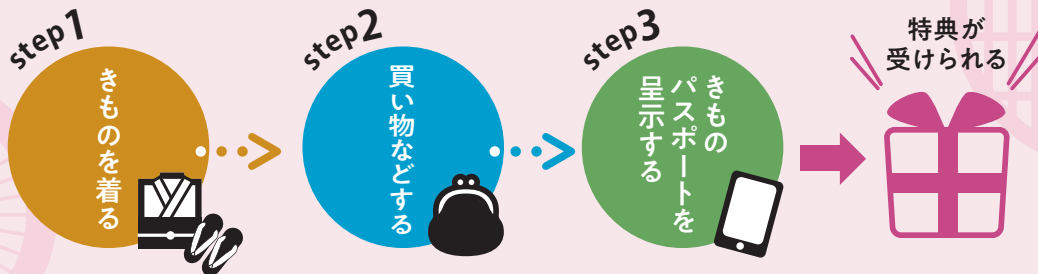 step1
きものを着る
step2
買い物などする
step3
きもの
パスポートを
呈示する
特典が
受けられる